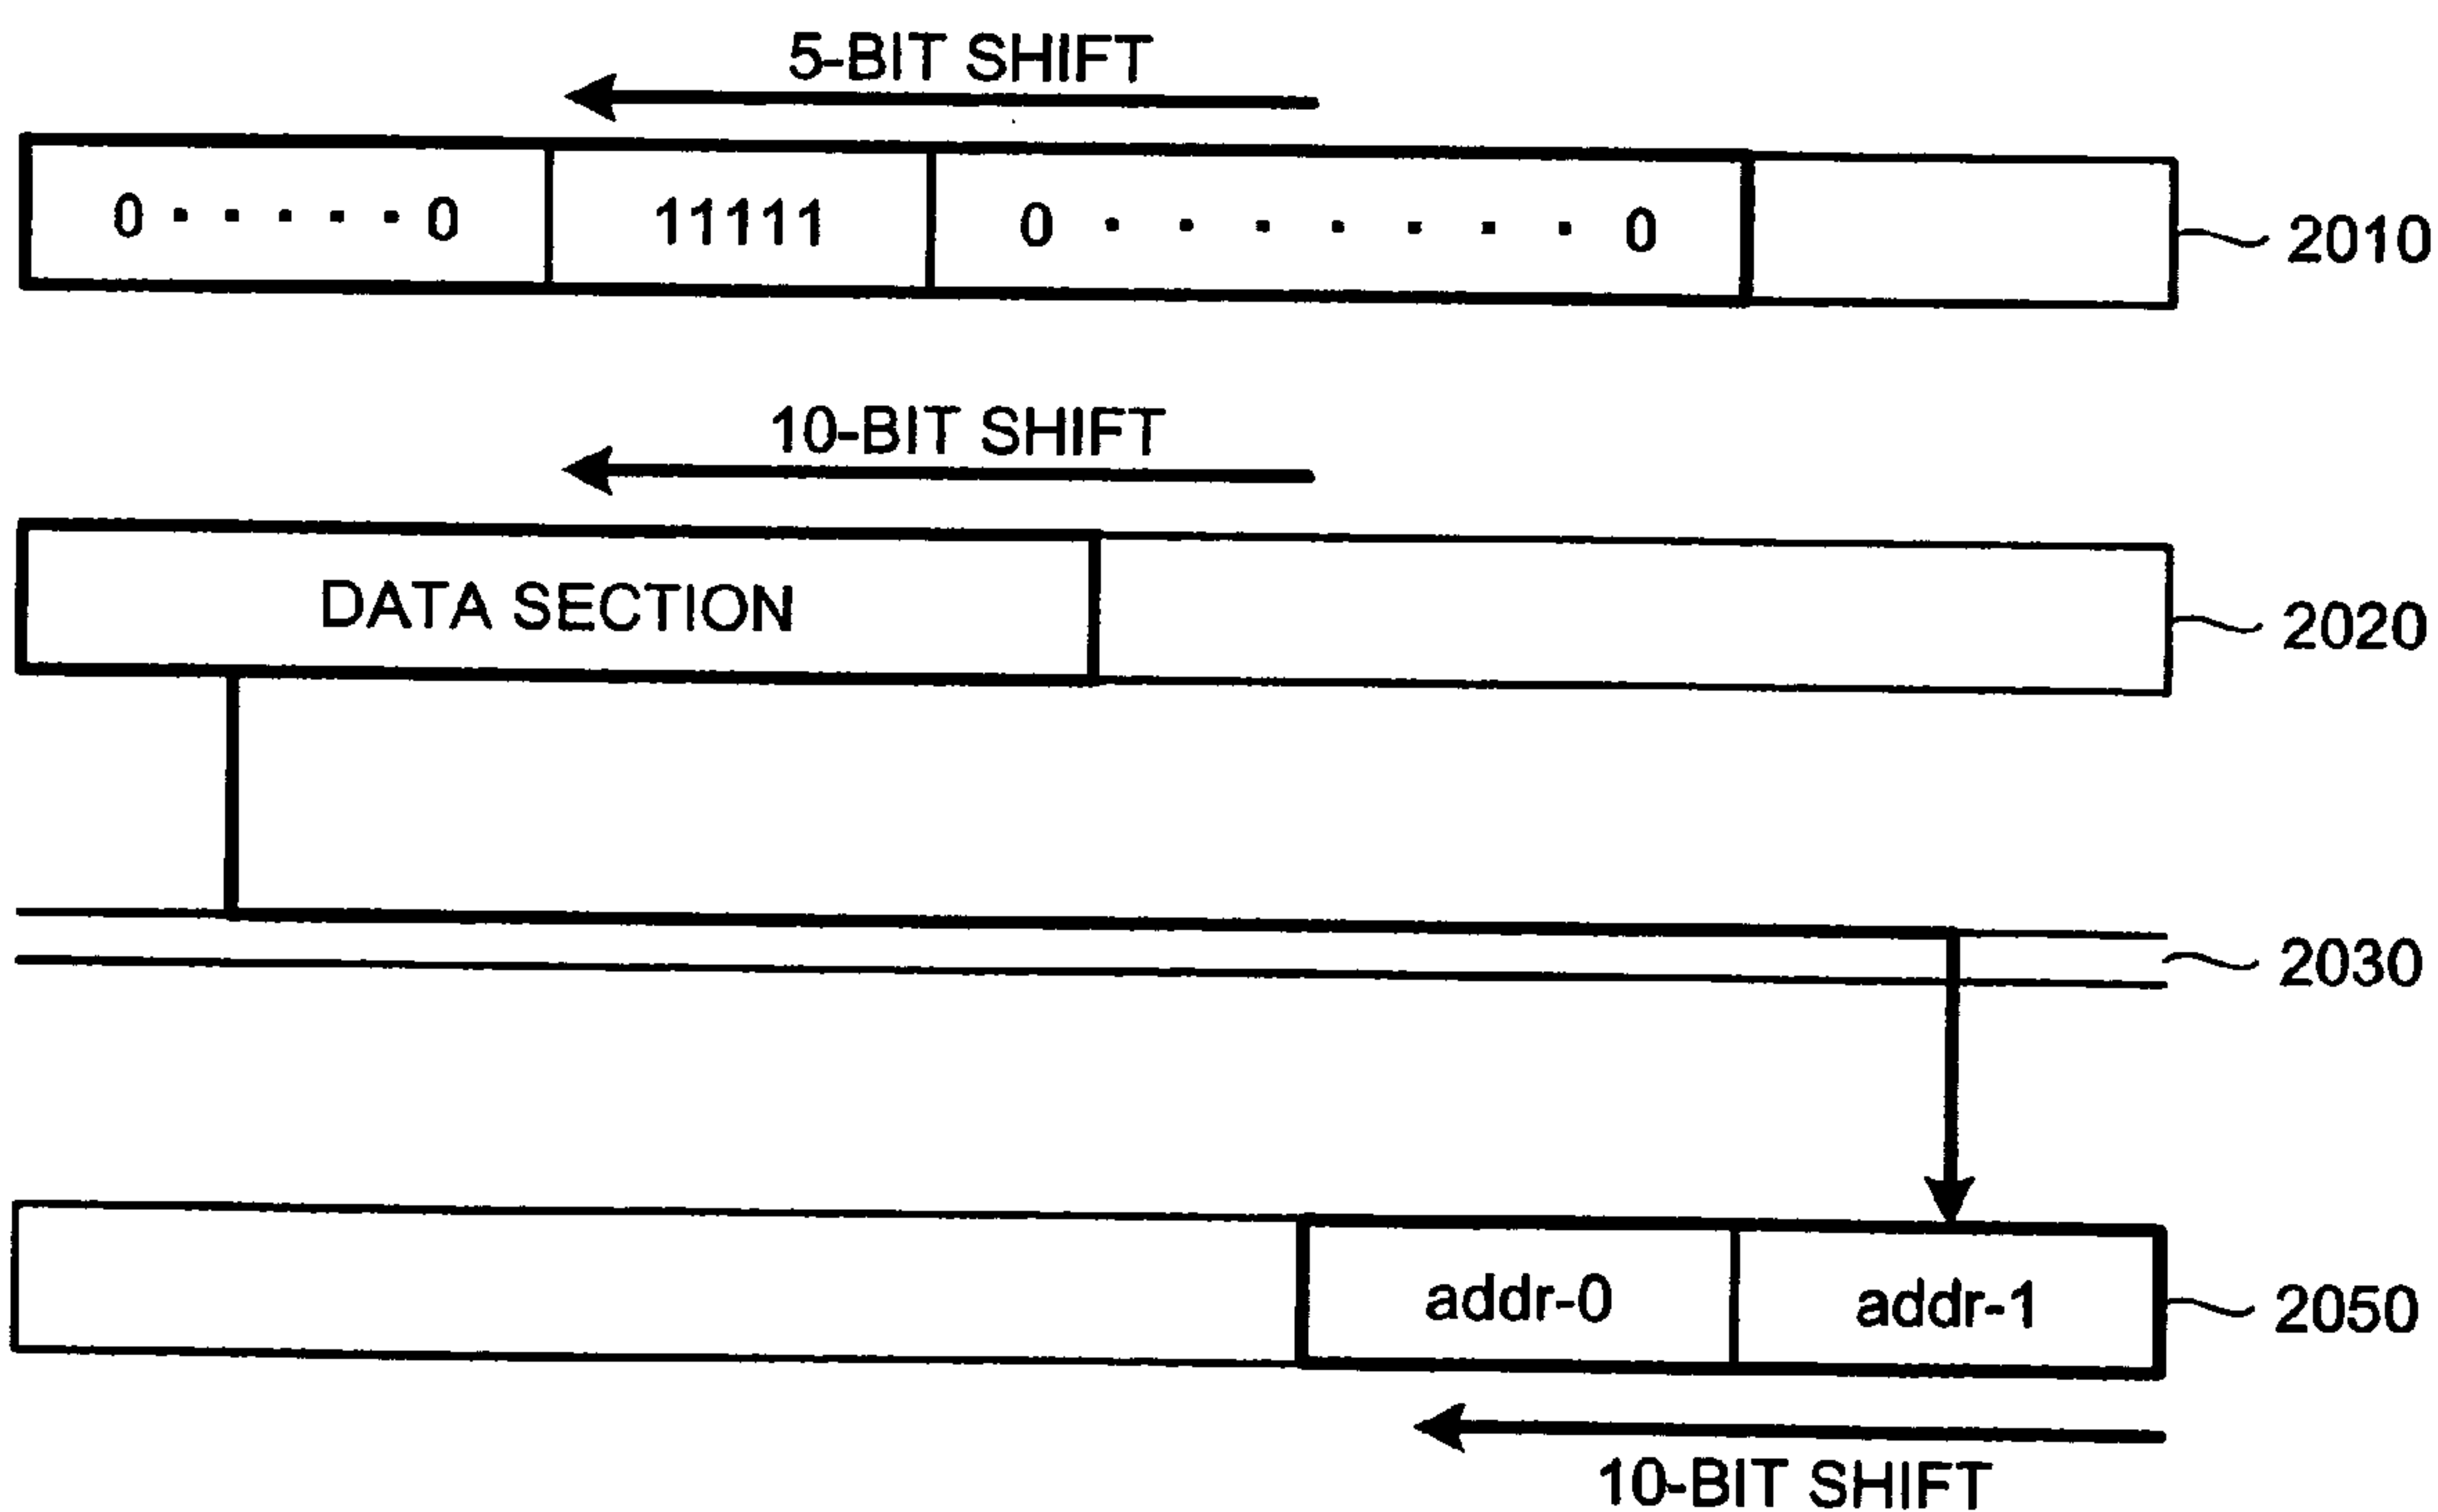 5-BIT SHIFT
0 · · · · · 0 11111 0 · · · · · · · 0 2010
10-BIT SHIFT
DATA SECTION 2020
2030
addr-0 addr-1 2050
10-BIT SHIFT